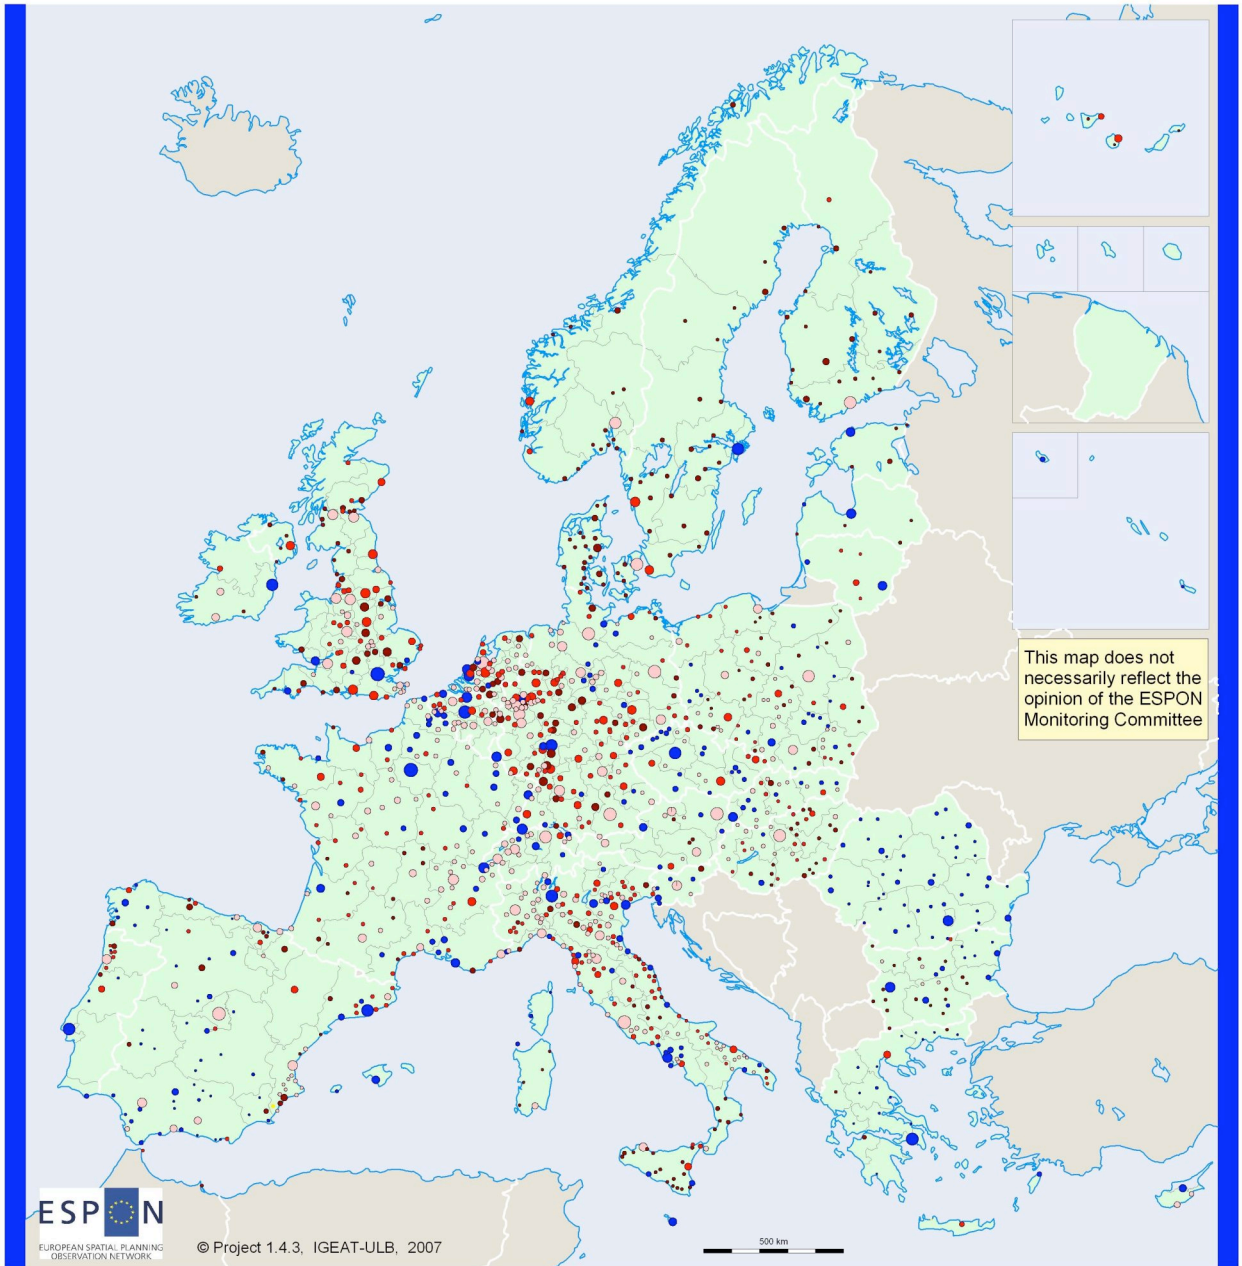 This map does not
necessarily reflect the
opinion of the ESPON
Monitoring Committee
ESPON
EUROPEAN SPATIAL PLANNING
OBSERVATION NETWORK
© Project 1.4.3, IGEAT-ULB, 2007
500 km